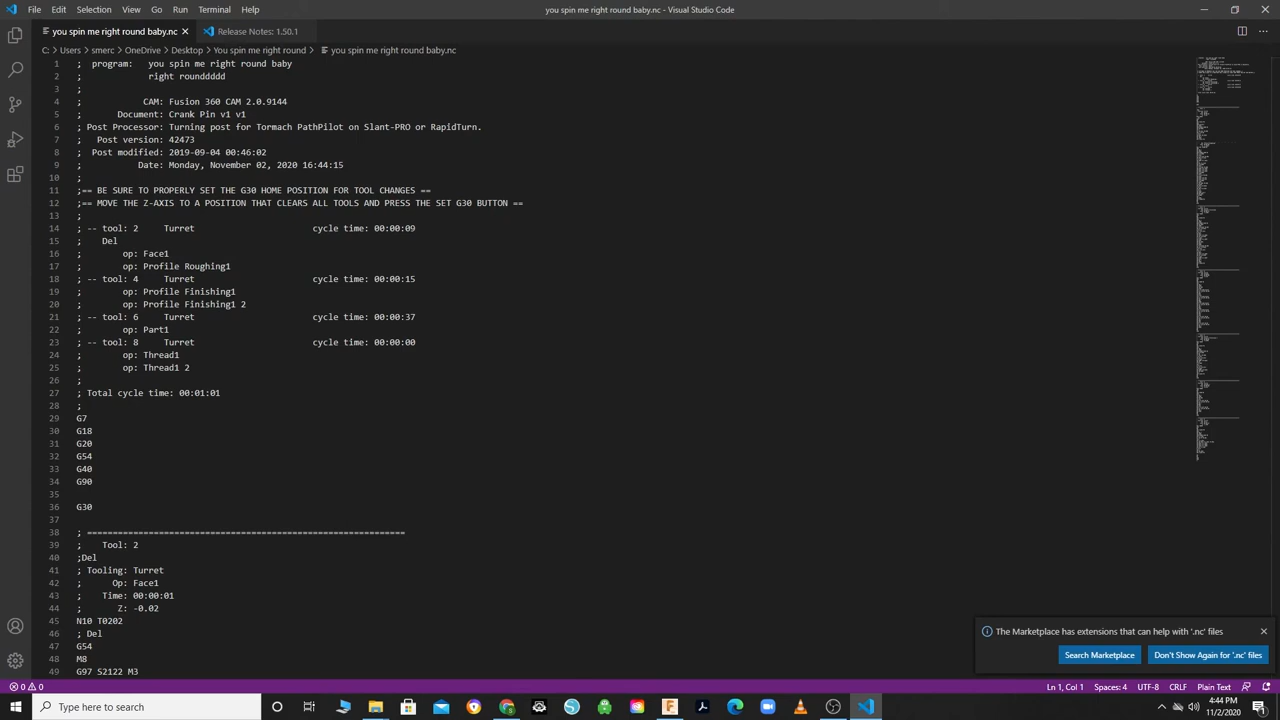 File Edit Selection View Go Run Terminal Help
you spin me right round baby.nc - Visual Studio Code
you spin me right round baby.nc
Release Notes: 1.50.1
C: > Users > smerc > OneDrive > Desktop > You spin me right round > you spin me right round baby.nc
1 ; program: you spin me right round baby
2 ; right rounddddd
3 ;
4 ; CAM: Fusion 360 CAM 2.0.9144
5 ; Document: Crank Pin v1 v1
6 ; Post Processor: Turning post for Tormach PathPilot on Slant-PRO or RapidTurn.
7 ; Post version: 42473
8 ; Post modified: 2019-09-04 00:46:02
9 ; Date: Monday, November 02, 2020 16:44:15
10 ;
11 ;== BE SURE TO PROPERLY SET THE G30 HOME POSITION FOR TOOL CHANGES ==
12 ;== MOVE THE Z-AXIS TO A POSITION THAT CLEARS ALL TOOLS AND PRESS THE SET G30 BUTTON ==
13 ;
14 ; -- tool: 2 Turret cycle time: 00:00:09
15 ; Del
16 ; op: Face1
17 ; op: Profile Roughing1
18 ; -- tool: 4 Turret cycle time: 00:00:15
19 ; op: Profile Finishing1
20 ; op: Profile Finishing1 2
21 ; -- tool: 6 Turret cycle time: 00:00:37
22 ; op: Part1
23 ; -- tool: 8 Turret cycle time: 00:00:00
24 ; op: Thread1
25 ; op: Thread1 2
26 ;
27 ; Total cycle time: 00:01:01
28 ;
29 G7
30 G18
31 G20
32 G54
33 G40
34 G90
35
36 G30
37
38 ; ==============================================================
39 ; Tool: 2
40 ;Del
41 ; Tooling: Turret
42 ; Op: Face1
43 ; Time: 00:00:01
44 ; Z: -0.02
45 N10 T0202
46 ; Del
47 G54
48 M8
49 G97 S2122 M3
The Marketplace has extensions that can help with '.nc' files
Search Marketplace
Don't Show Again for '.nc' files
0 0
Ln 1, Col 1 Spaces: 4 UTF-8 CRLF Plain Text
Type here to search
4:44 PM
11/2/2020